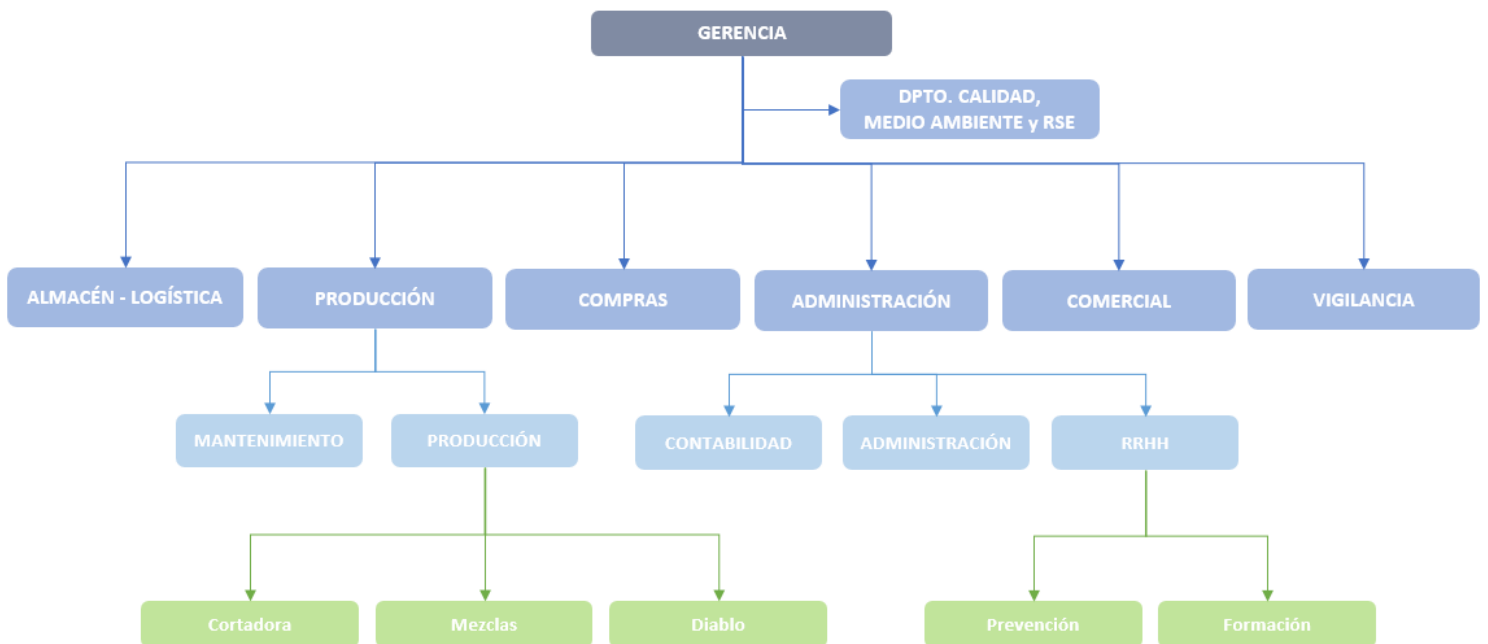 GERENCIA
DPTO. CALIDAD,
MEDIO AMBIENTE y RSE
ALMACÉN - LOGÍSTICA
PRODUCCIÓN
COMPRAS
ADMINISTRACIÓN
COMERCIAL
VIGILANCIA
MANTENIMIENTO
PRODUCCIÓN
CONTABILIDAD
ADMINISTRACIÓN
RRHH
Cortadora
Mezclas
Diablo
Prevención
Formación